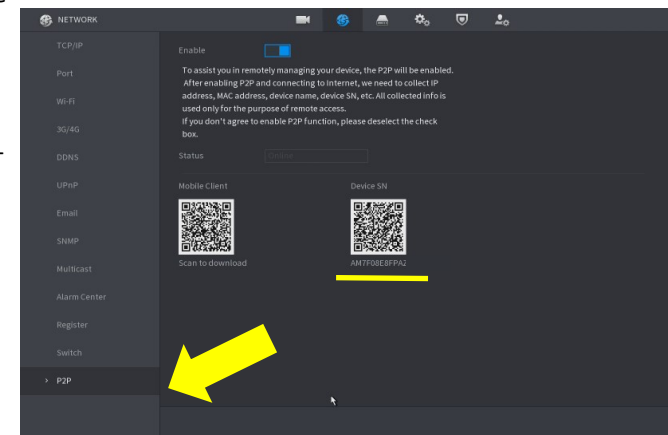 NETWORK
TCP/IP
Port
Wi-Fi
3G/4G
DDNS
UPnP
Email
SNMP
Multicast
Alarm Center
Register
Switch
> P2P
Enable
To assist you in remotely managing your device, the P2P will be enabled.
After enabling P2P and connecting to Internet, we need to collect IP
address, MAC address, device name, device SN, etc. All collected info is
used only for the purpose of remote access.
If you don't agree to enable P2P function, please deselect the check
box.
Status
Online
Mobile Client
Device SN
Scan to download
AM7F08E8FPAZ